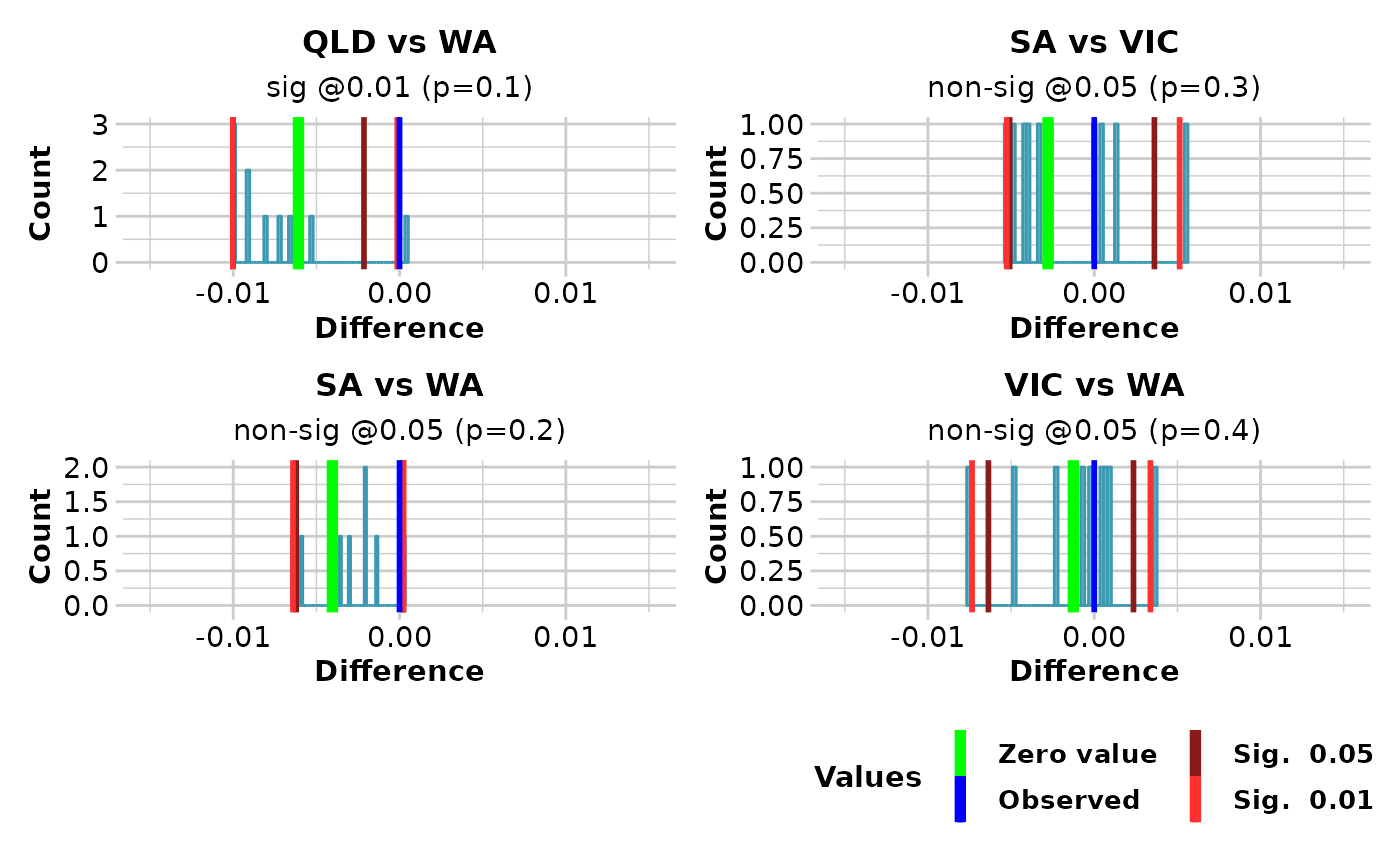 QLD vs WA
sig @0.01 (p=0.1)
Count
3
2
1
0
-0.01 0.00 0.01
Difference
SA vs VIC
non-sig @0.05 (p=0.3)
Count
1.00
0.75
0.50
0.25
0.00
-0.01 0.00 0.01
Difference
SA vs WA
non-sig @0.05 (p=0.2)
Count
2.0
1.5
1.0
0.5
0.0
-0.01 0.00 0.01
Difference
VIC vs WA
non-sig @0.05 (p=0.4)
Count
1.00
0.75
0.50
0.25
0.00
-0.01 0.00 0.01
Difference
Values
Zero value
Observed
Sig. 0.05
Sig. 0.01